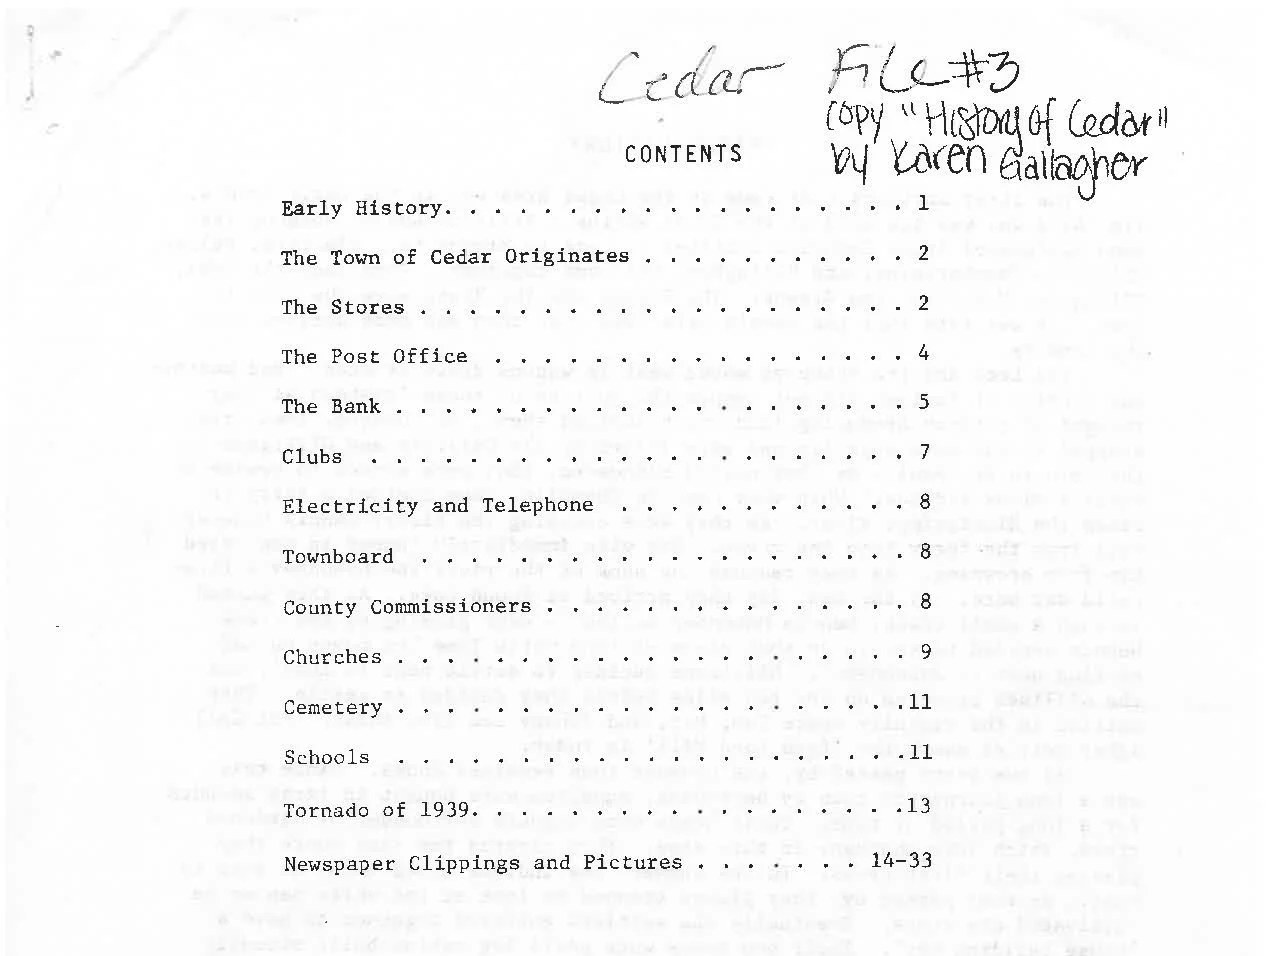 Cedar File #3
copy "History of Cedar"
by Karen Gallagher
CONTENTS
Early History. . . . . . . . . . . . . . . . . . . 1
The Town of Cedar Originates . . . . . . . . . . . 2
The Stores . . . . . . . . . . . . . . . . . . . . 2
The Post Office . . . . . . . . . . . . . . . . . 4
The Bank . . . . . . . . . . . . . . . . . . . . . 5
Clubs . . . . . . . . . . . . . . . . . . . . . . 7
Electricity and Telephone . . . . . . . . . . . . 8
Townboard . . . . . . . . . . . . . . . . . . . . 8
County Commissioners . . . . . . . . . . . . . . . 8
Churches . . . . . . . . . . . . . . . . . . . . . 9
Cemetery . . . . . . . . . . . . . . . . . . . . .11
Schools . . . . . . . . . . . . . . . . . . . . .11
Tornado of 1939. . . . . . . . . . . . . . . . . .13
Newspaper Clippings and Pictures . . . . . . . 14-33